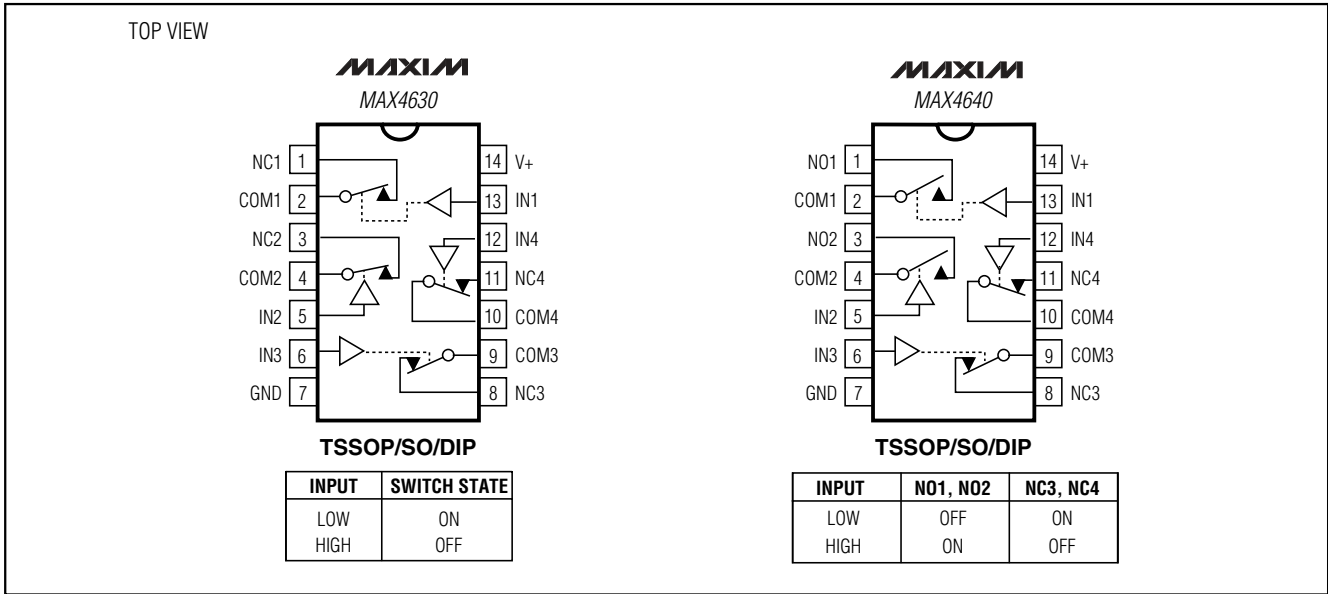 TOP VIEW
MAXIM
MAX4630
NC1 1
COM1 2
NC2 3
COM2 4
IN2 5
IN3 6
GND 7
14 V+
13 IN1
12 IN4
11 NC4
10 COM4
9 COM3
8 NC3
TSSOP/SO/DIP
INPUT SWITCH STATE
LOW ON
HIGH OFF
MAXIM
MAX4640
NO1 1
COM1 2
NO2 3
COM2 4
IN2 5
IN3 6
GND 7
14 V+
13 IN1
12 IN4
11 NC4
10 COM4
9 COM3
8 NC3
TSSOP/SO/DIP
INPUT NO1, NO2 NC3, NC4
LOW OFF ON
HIGH ON OFF